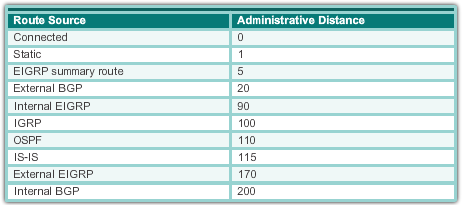 Route Source Administrative Distance
Connected 0
Static 1
EIGRP summary route 5
External BGP 20
Internal EIGRP 90
IGRP 100
OSPF 110
IS-IS 115
External EIGRP 170
Internal BGP 200